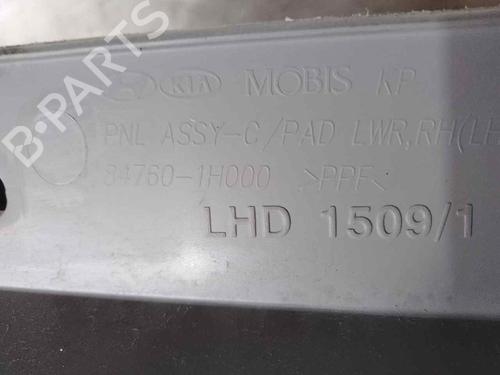 KIA MOBIS KP
PNL ASSY-C/PAD LWR,RH(LH
84760-1H000 >PPF<
LHD 1509/1
B-PARTS